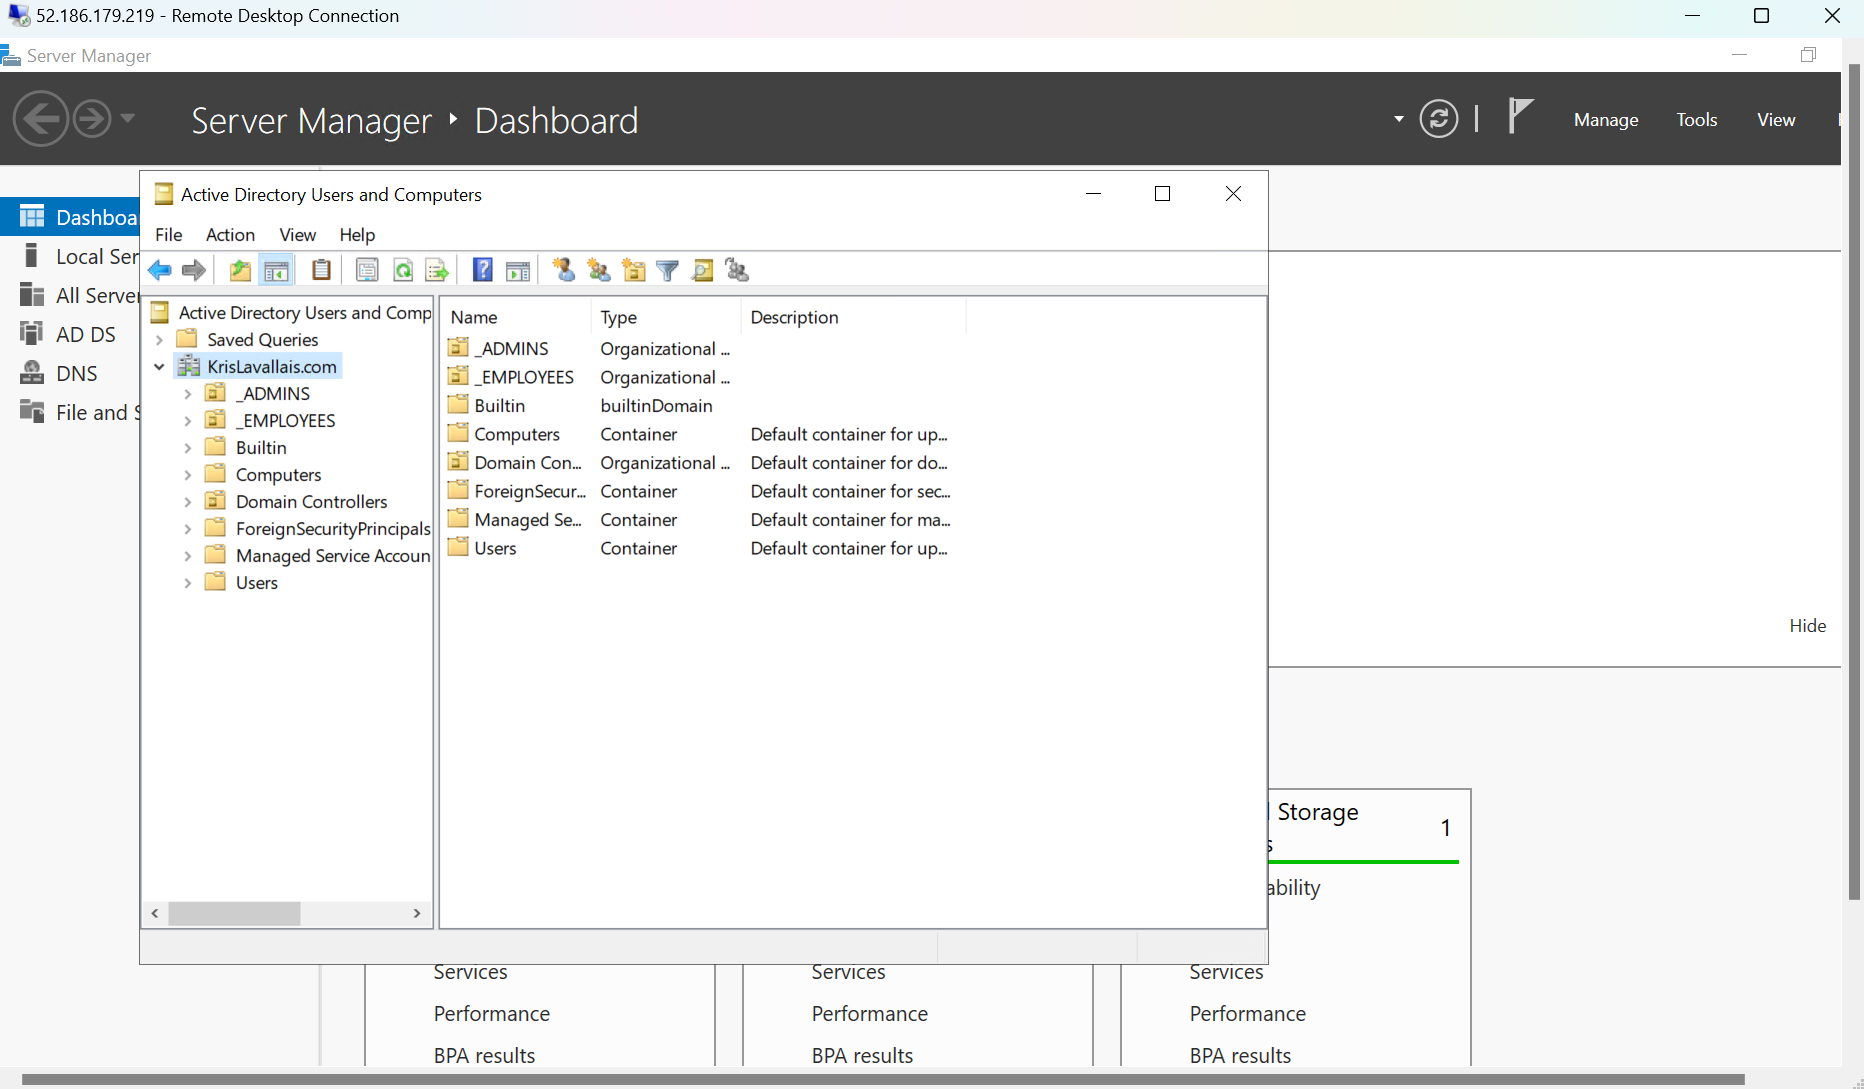 52.186.179.219 - Remote Desktop Connection
Server Manager
Server Manager Dashboard
Manage Tools View
Dashboa
Local Ser
All Server
AD DS
DNS
File and S
Active Directory Users and Computers
File Action View Help
Active Directory Users and Comp
Saved Queries
KrisLavallais.com
_ADMINS
_EMPLOYEES
Builtin
Computers
Domain Controllers
ForeignSecurityPrincipals
Managed Service Accoun
Users
Name Type Description
_ADMINS Organizational ...
_EMPLOYEES Organizational ...
Builtin builtinDomain
Computers Container Default container for up...
Domain Con... Organizational ... Default container for do...
ForeignSecur... Container Default container for sec...
Managed Se... Container Default container for ma...
Users Container Default container for up...
Hide
Storage
1
s
ability
Services Services Services
Performance Performance Performance
BPA results BPA results BPA results